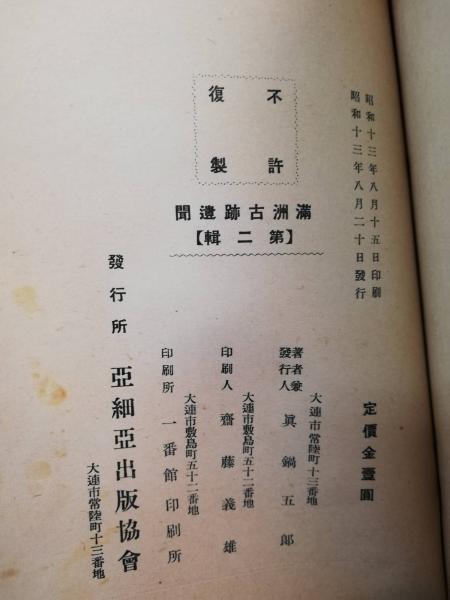 昭和十三年八月十五日印刷
昭和十三年八月二十日發行
不許
復製
滿洲古跡遺聞
【第二輯】
定價金壹圓
大連市常陸町十三番地
著者兼
發行人 眞鍋五郎
大連市敷島町五十二番地
印刷人 齋藤義雄
大連市敷島町五十二番地
印刷所 一番館印刷所
發行所 亞細亞出版協會
大連市常陸町十三番地